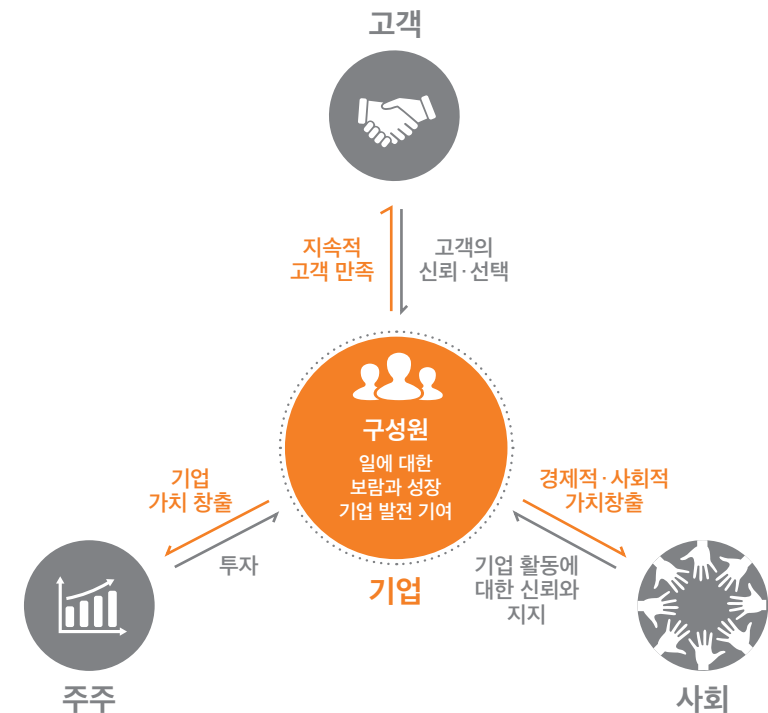 고객
지속적
고객 만족
고객의
신뢰·선택
구성원
일에 대한
보람과 성장
기업 발전 기여
기업
기업
가치 창출
투자
경제적·사회적
가치창출
기업 활동에
대한 신뢰와
지지
주주
사회